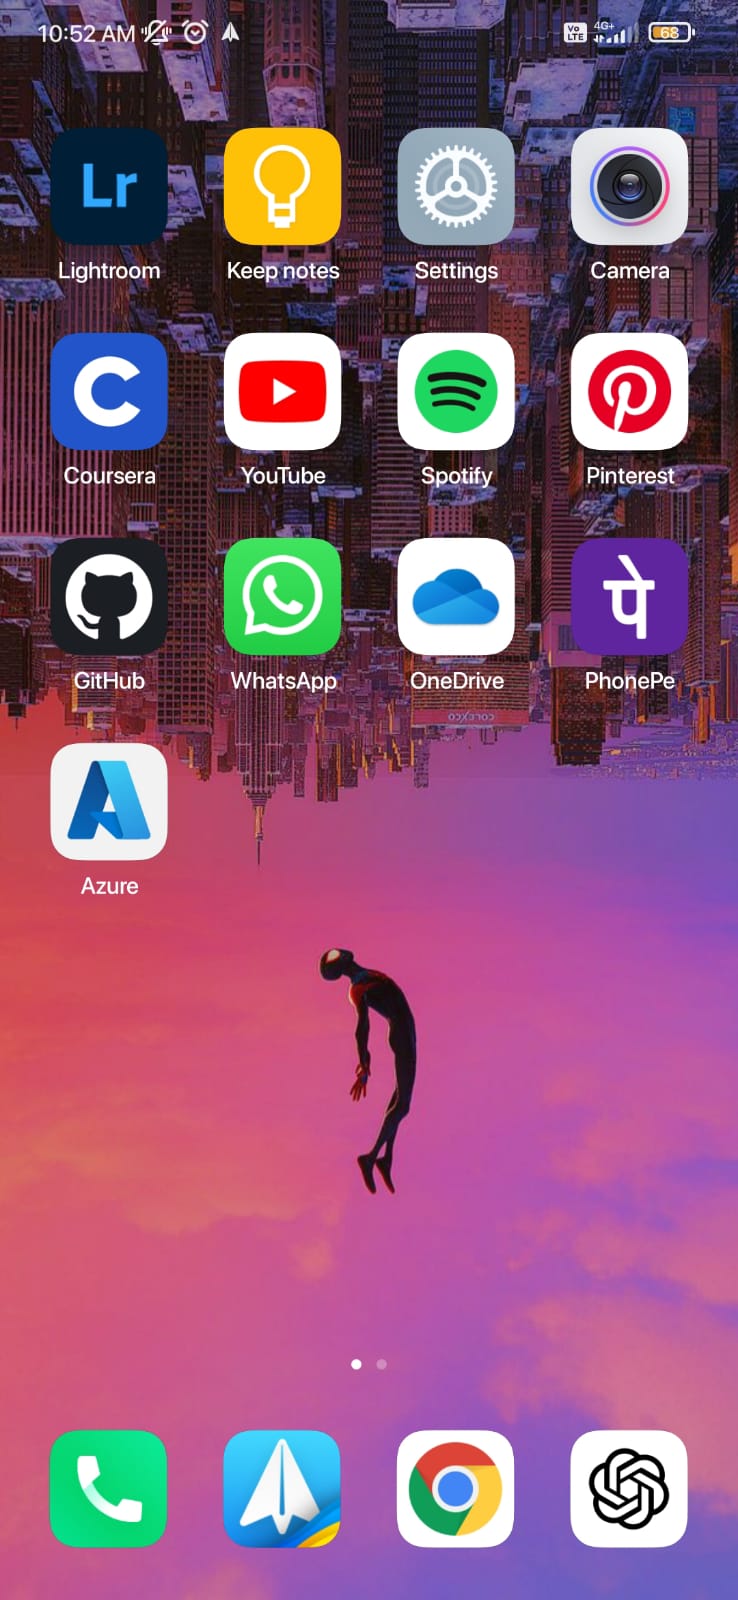 10:52 AM
Vo LTE
4G+
68
Lr
Lightroom
Keep notes
Settings
Camera
Coursera
YouTube
Spotify
Pinterest
GitHub
WhatsApp
OneDrive
पे
PhonePe
COLEXCO
Azure